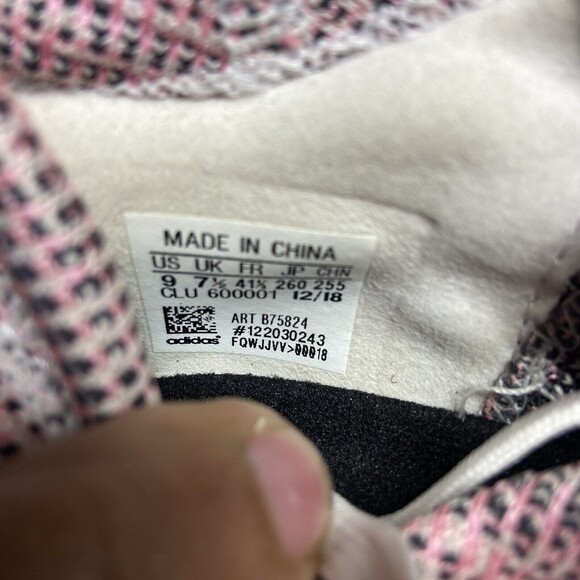 MADE IN CHINA
US UK FR JP CHN
9 7½ 41⅓ 260 255
CLU 600001 12/18
ART B75824
#122030243
adidas FQWJJVV>00018